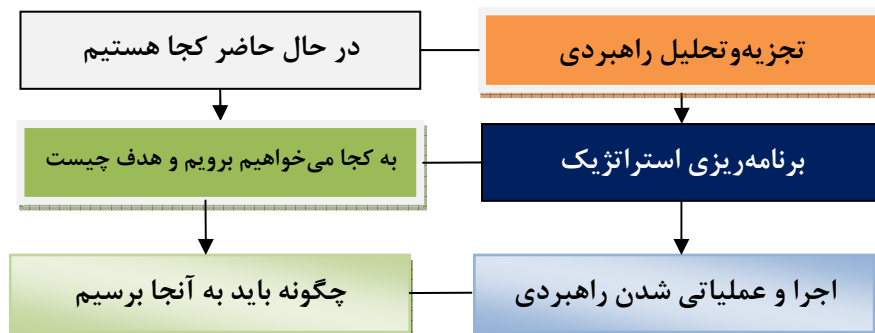 تجزیه‌وتحلیل راهبردی
در حال حاضر کجا هستیم
برنامه‌ریزی استراتژیک
به کجا می‌خواهیم برویم و هدف چیست
اجرا و عملیاتی شدن راهبردی
چگونه باید به آنجا برسیم